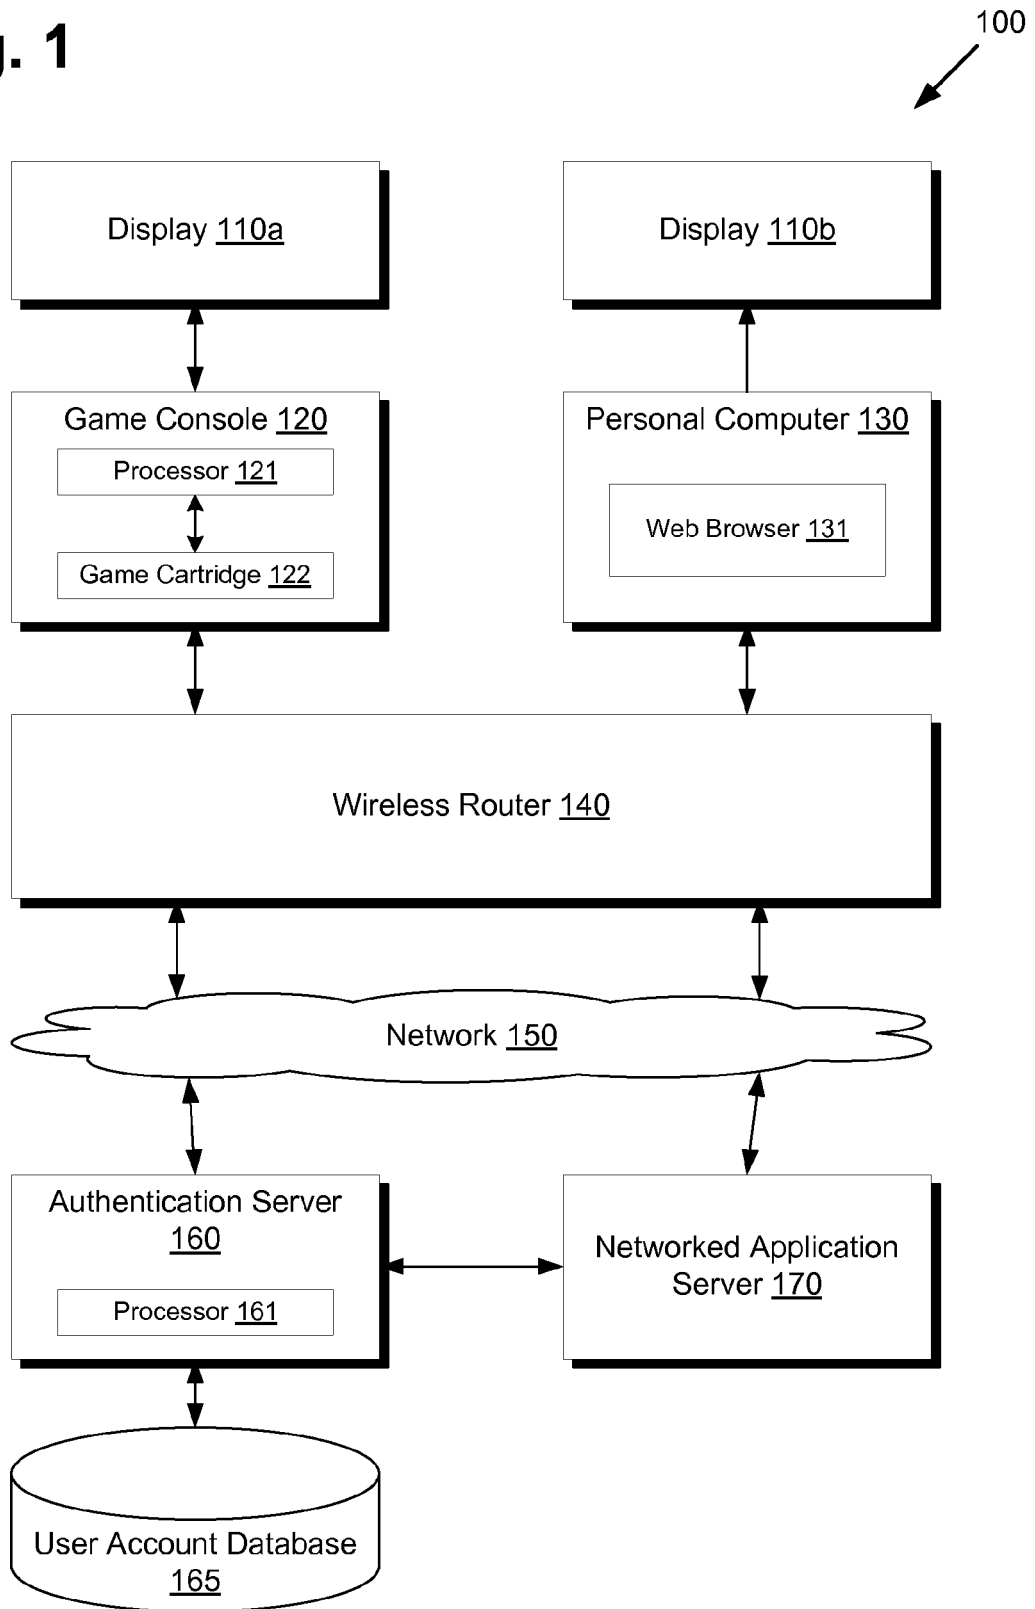 g. 1
100
Display 110a
Display 110b
Game Console 120
Processor 121
Game Cartridge 122
Personal Computer 130
Web Browser 131
Wireless Router 140
Network 150
Authentication Server
160
Processor 161
Networked Application
Server 170
User Account Database
165